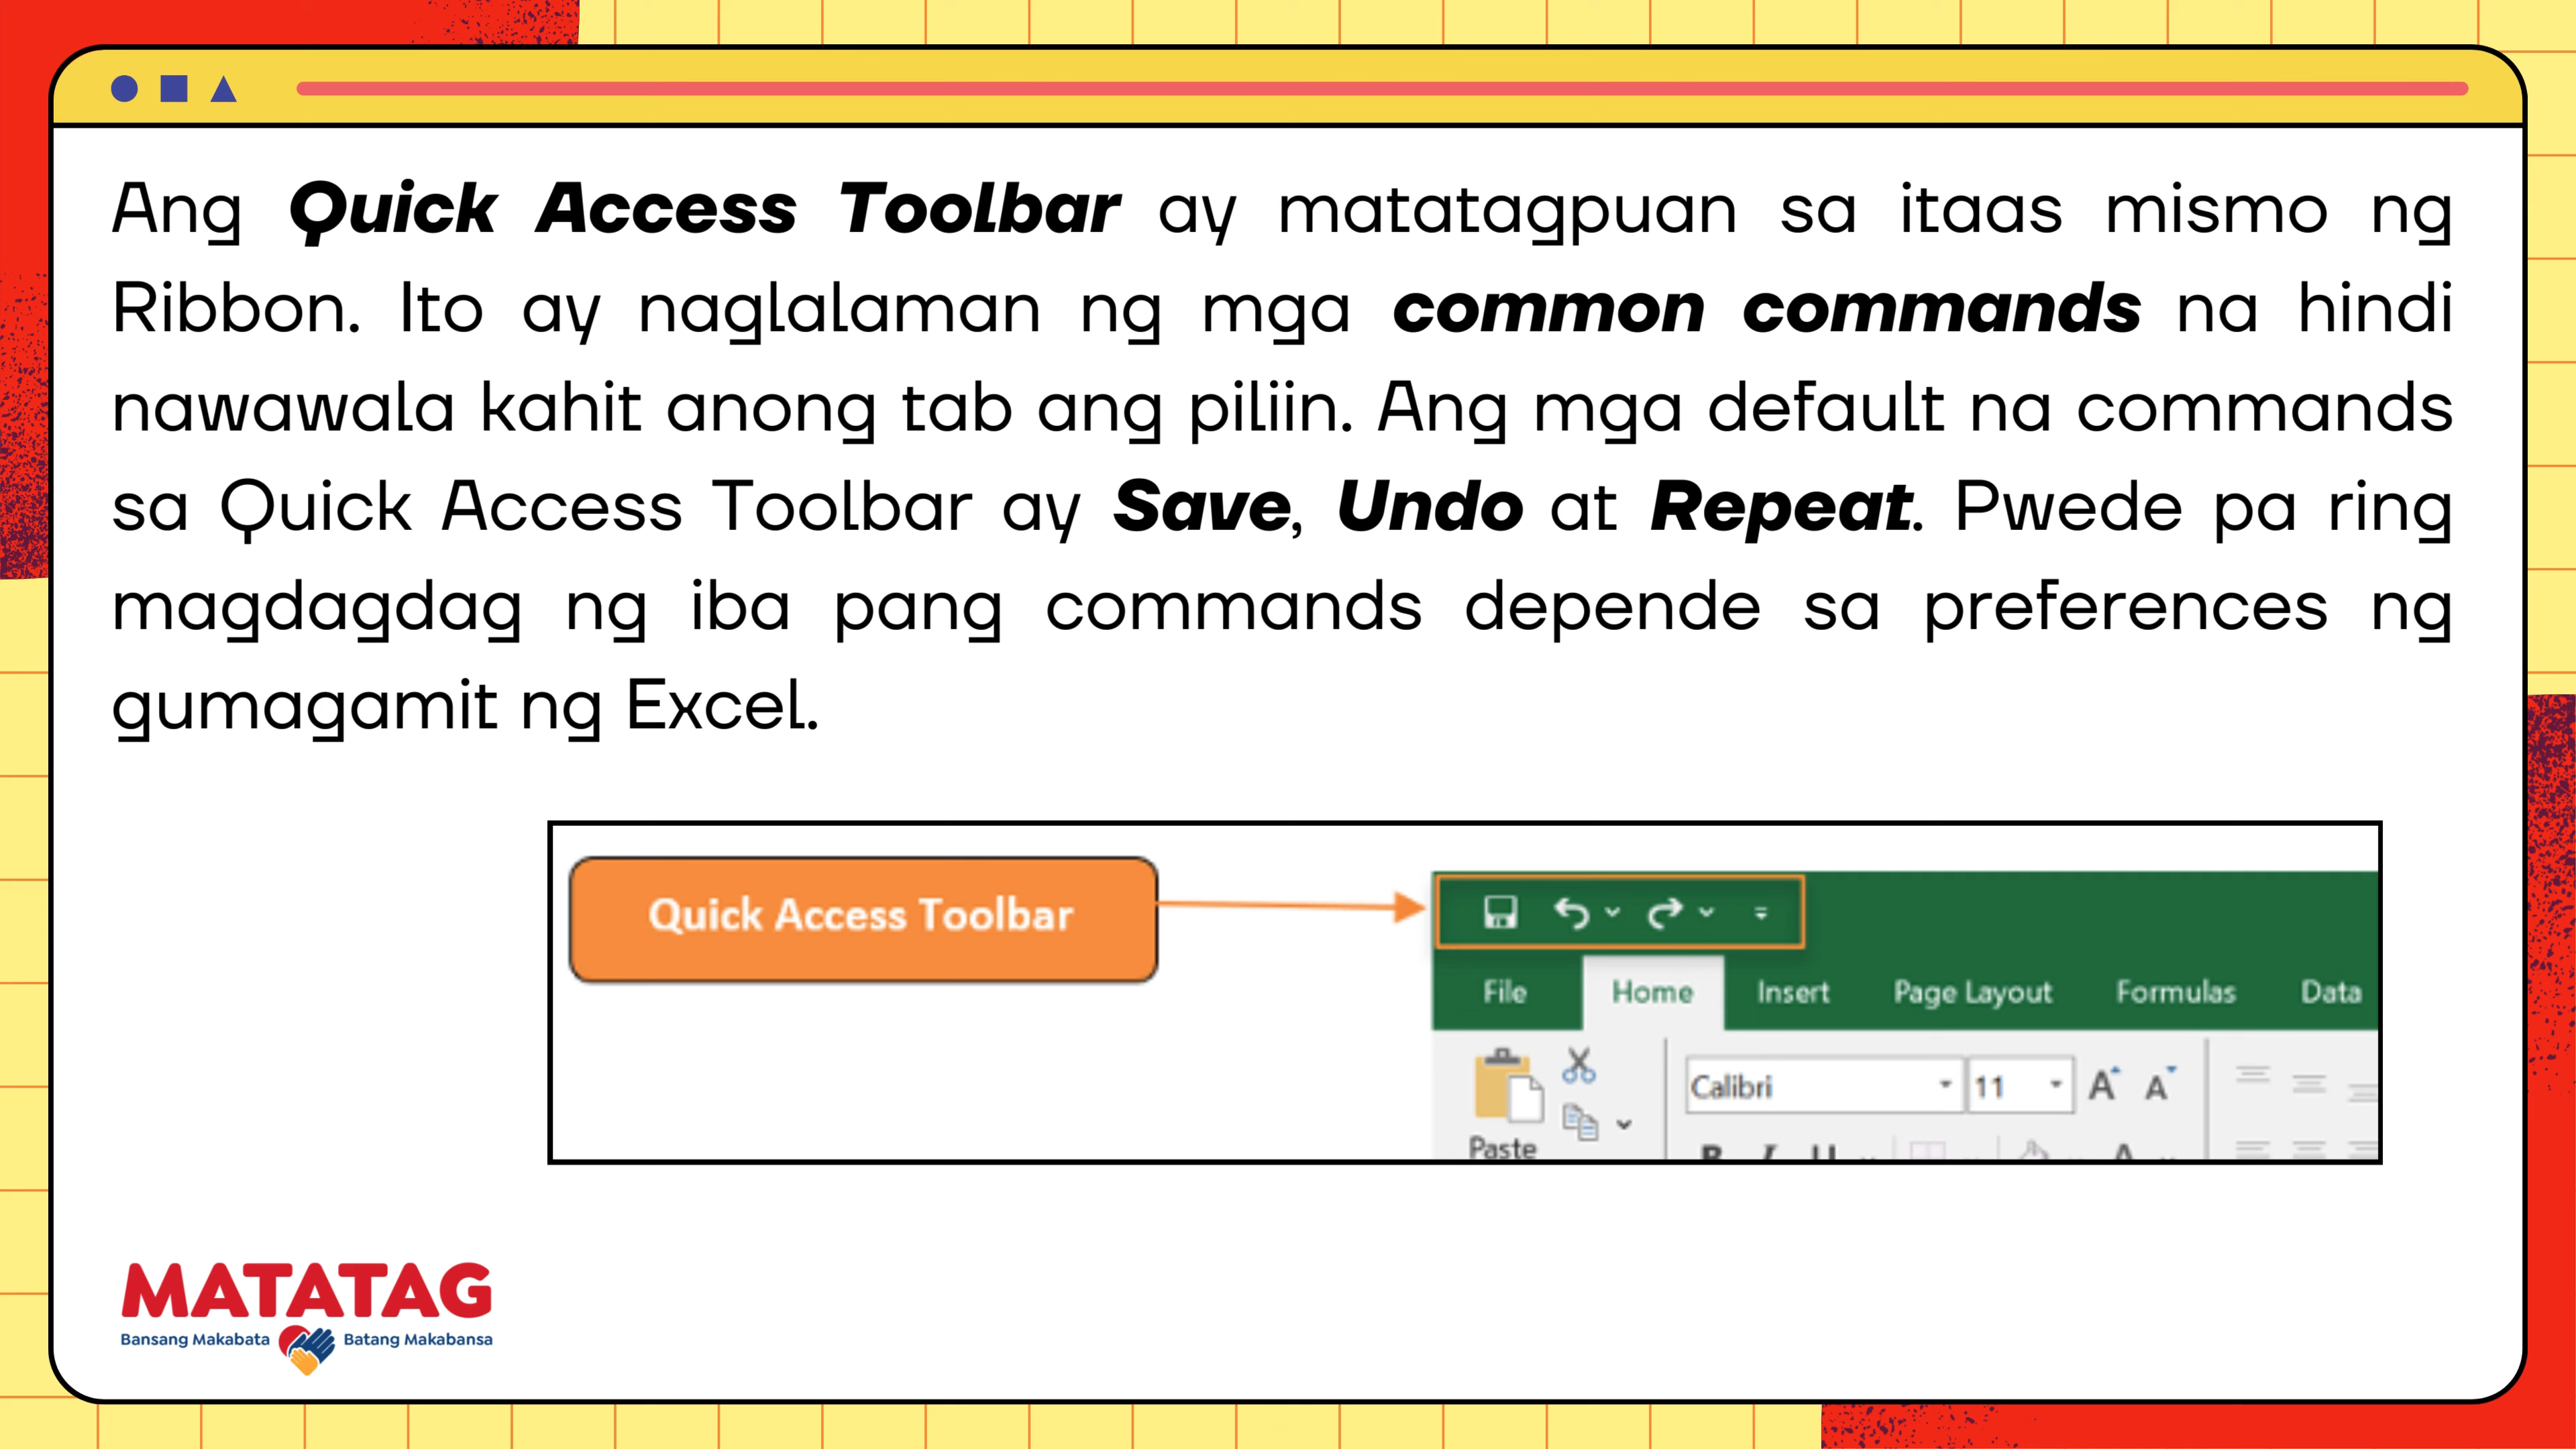 Ang Quick Access Toolbar ay matatagpuan sa itaas mismo ng
Ribbon. Ito ay naglalaman ng mga common commands na hindi
nawawala kahit anong tab ang piliin. Ang mga default na commands
sa Quick Access Toolbar ay Save, Undo at Repeat. Pwede pa ring
magdagdag ng iba pang commands depende sa preferences ng
gumagamit ng Excel.
Quick Access Toolbar
File Home Insert Page Layout Formulas Data
Calibri 11 A A
Paste B I U A
MATATAG
Bansang Makabata Batang Makabansa